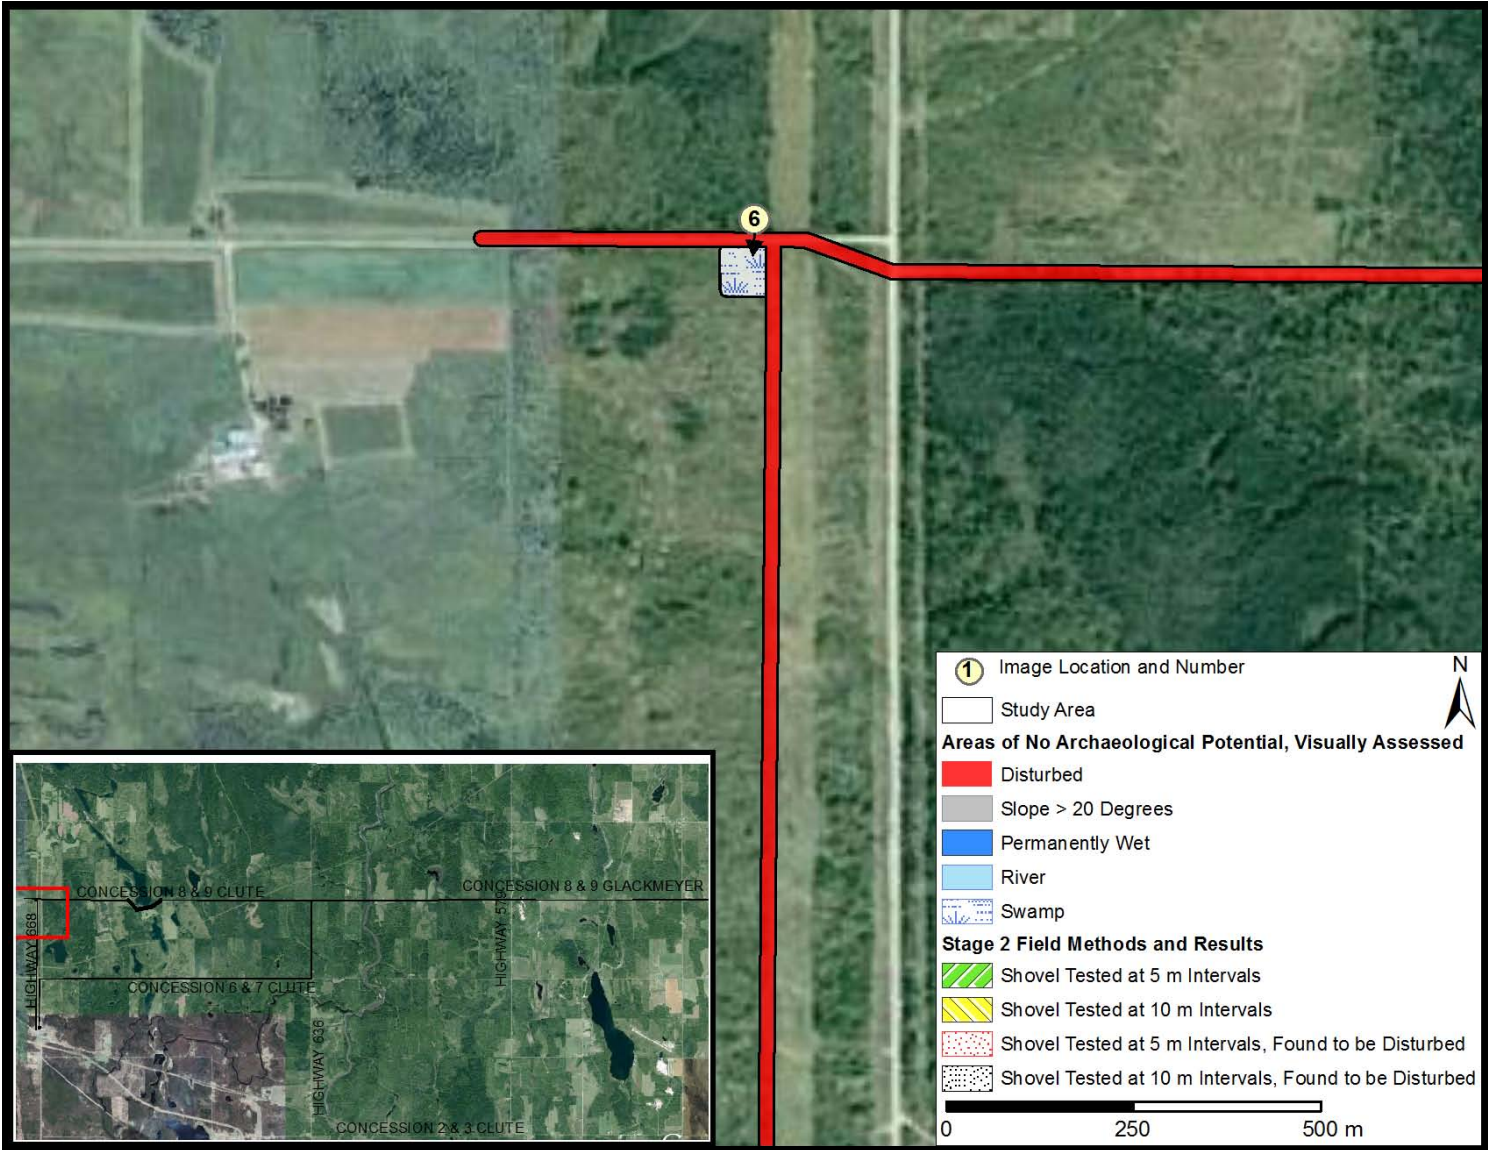 6
1 Image Location and Number
N
Study Area
Areas of No Archaeological Potential, Visually Assessed
Disturbed
Slope > 20 Degrees
Permanently Wet
River
Swamp
Stage 2 Field Methods and Results
Shovel Tested at 5 m Intervals
Shovel Tested at 10 m Intervals
Shovel Tested at 5 m Intervals, Found to be Disturbed
Shovel Tested at 10 m Intervals, Found to be Disturbed
0 250 500 m
CONCESSION 8 & 9 CLUTE
CONCESSION 8 & 9 GLACKMEYER
HIGHWAY 668
HIGHWAY 579
CONCESSION 6 & 7 CLUTE
HIGHWAY 636
CONCESSION 2 & 3 CLUTE